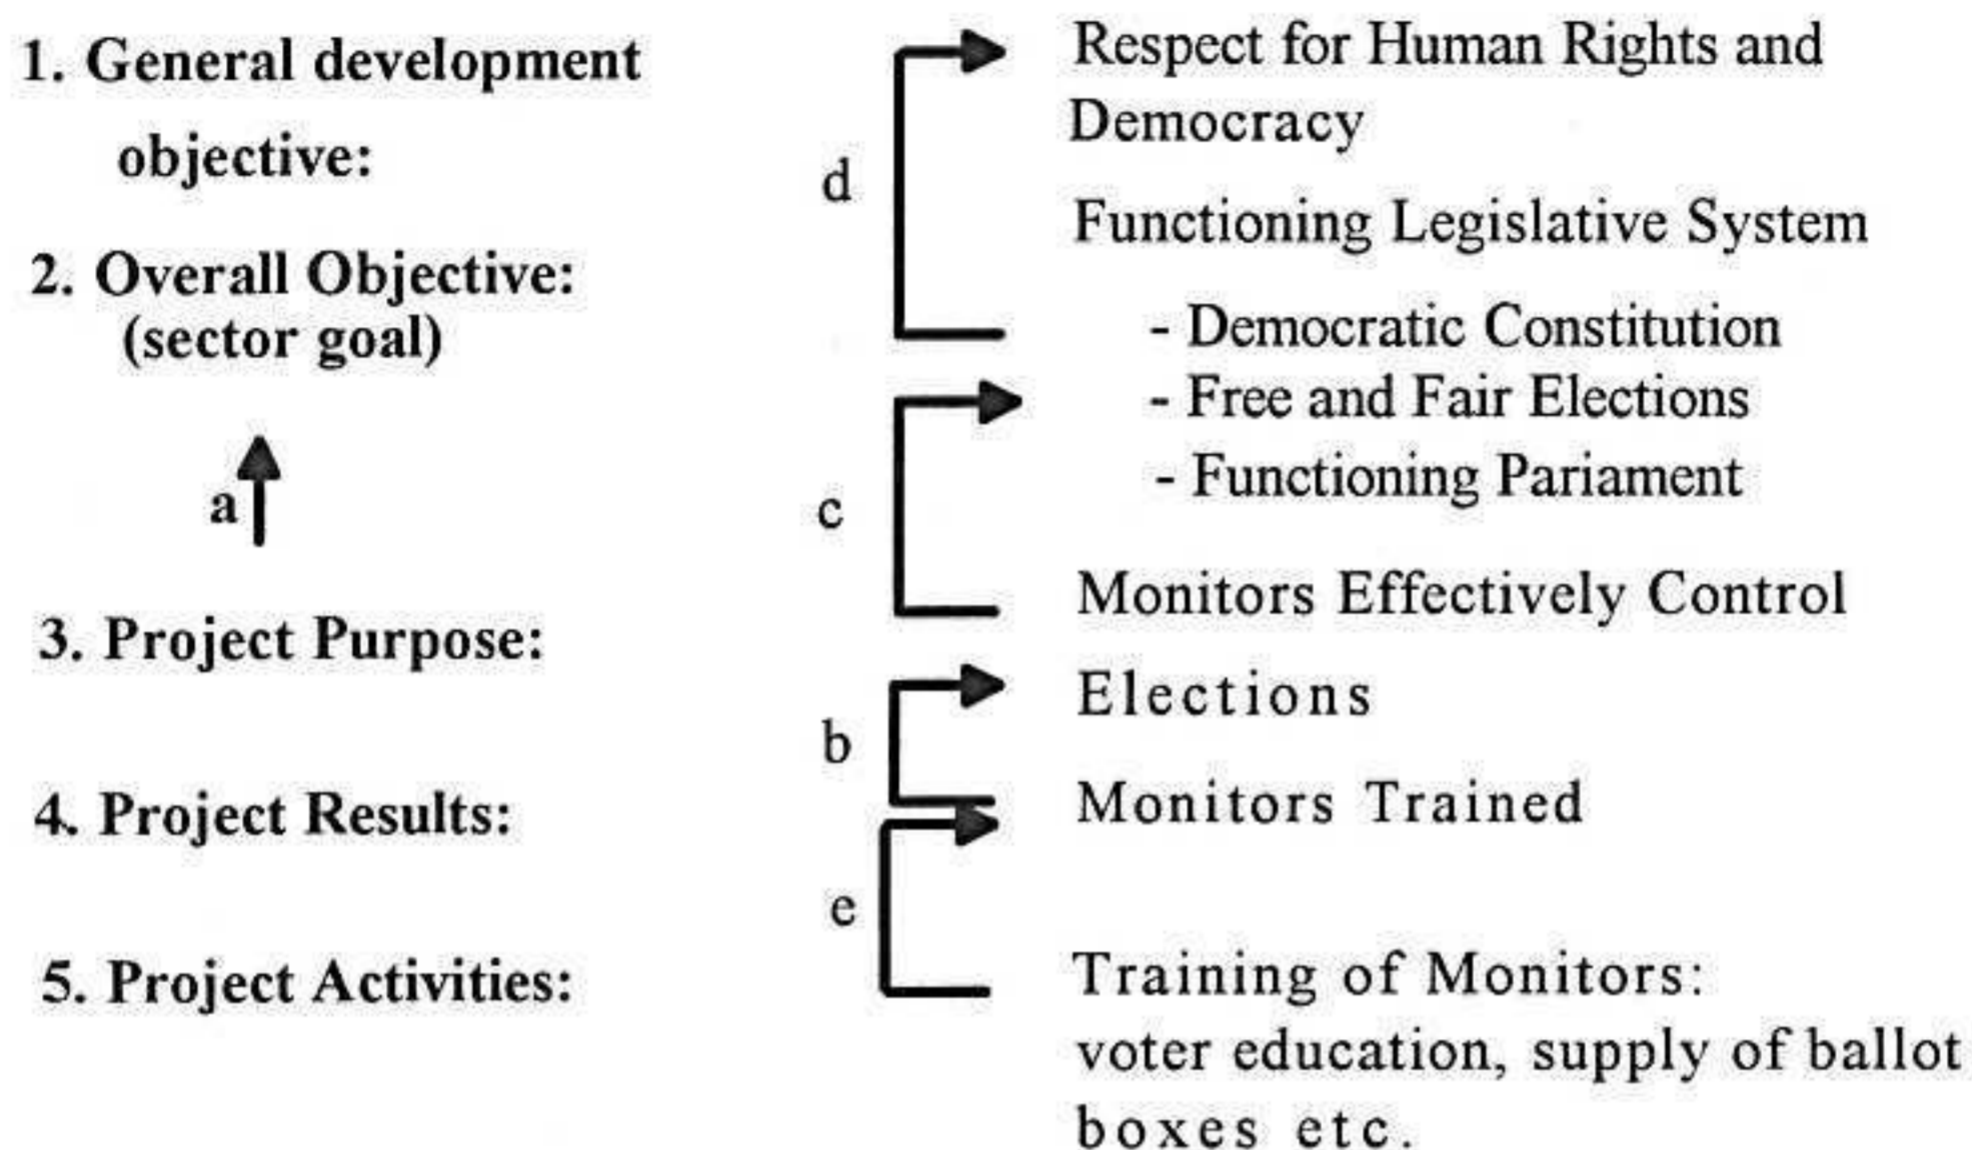 1. General development
objective:
2. Overall Objective:
(sector goal)
a
3. Project Purpose:
4. Project Results:
5. Project Activities:
d
c
b
e
Respect for Human Rights and
Democracy
Functioning Legislative System
- Democratic Constitution
- Free and Fair Elections
- Functioning Pariament
Monitors Effectively Control
Elections
Monitors Trained
Training of Monitors:
voter education, supply of ballot
boxes etc.